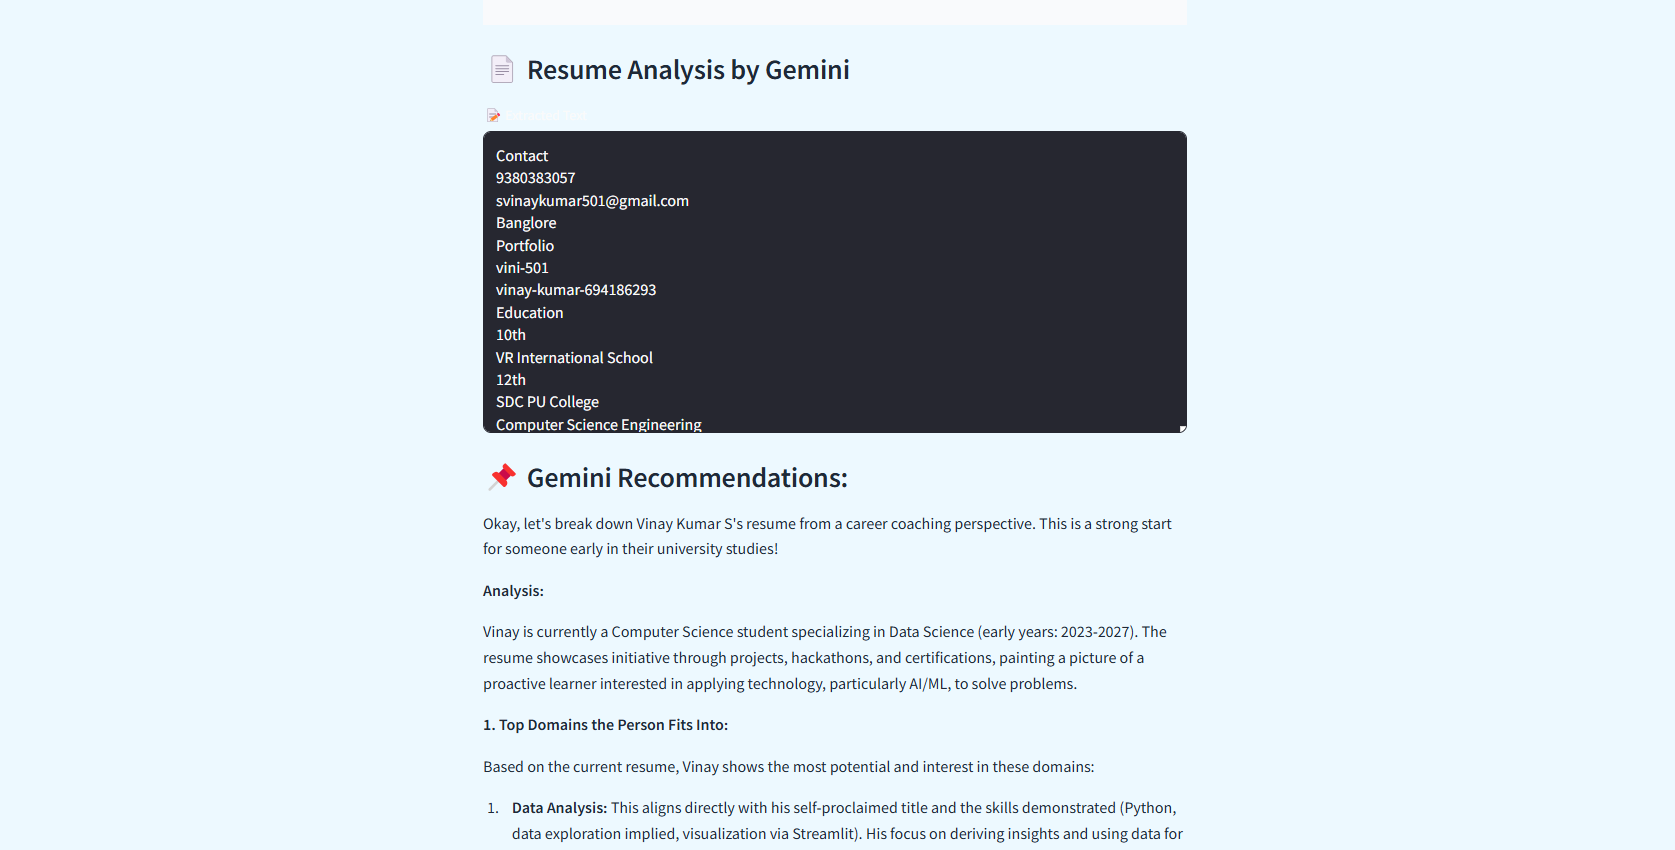 Resume Analysis by Gemini
Contact
9380383057
svinaykumar501@gmail.com
Banglore
Portfolio
vini-501
vinay-kumar-694186293
Education
10th
VR International School
12th
SDC PU College
Computer Science Engineering
Gemini Recommendations:
Okay, let's break down Vinay Kumar S's resume from a career coaching perspective. This is a strong start
for someone early in their university studies!
Analysis:
Vinay is currently a Computer Science student specializing in Data Science (early years: 2023-2027). The
resume showcases initiative through projects, hackathons, and certifications, painting a picture of a
proactive learner interested in applying technology, particularly AI/ML, to solve problems.
1. Top Domains the Person Fits Into:
Based on the current resume, Vinay shows the most potential and interest in these domains:
1. Data Analysis: This aligns directly with his self-proclaimed title and the skills demonstrated (Python,
data exploration implied, visualization via Streamlit). His focus on deriving insights and using data for